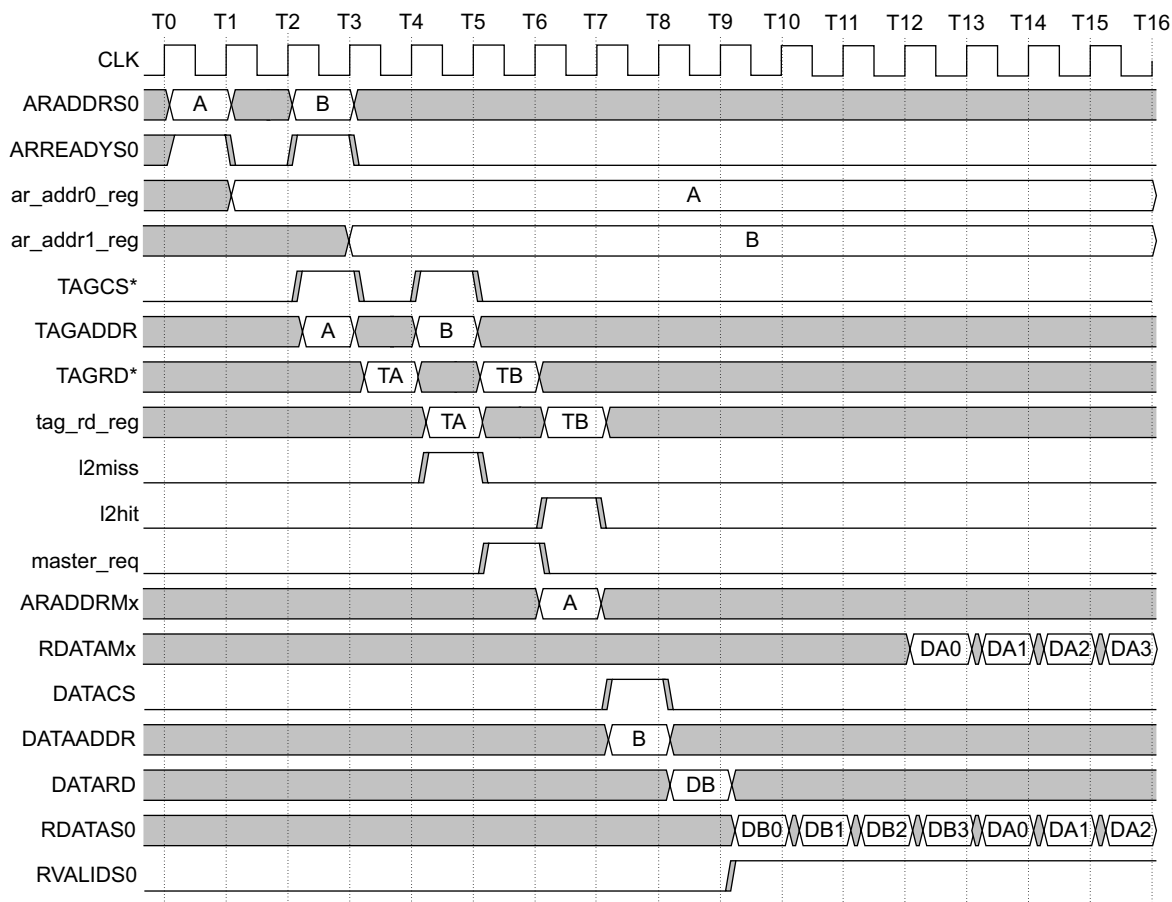 T0 T1 T2 T3 T4 T5 T6 T7 T8 T9 T10 T11 T12 T13 T14 T15 T16
CLK
ARADDRS0 A B
ARREADYS0
ar_addr0_reg A
ar_addr1_reg B
TAGCS*
TAGADDR A B
TAGRD* TA TB
tag_rd_reg TA TB
l2miss
l2hit
master_req
ARADDRMx A
RDATAMx DA0 DA1 DA2 DA3
DATACS
DATAADDR B
DATARD DB
RDATAS0 DB0 DB1 DB2 DB3 DA0 DA1 DA2
RVALIDS0